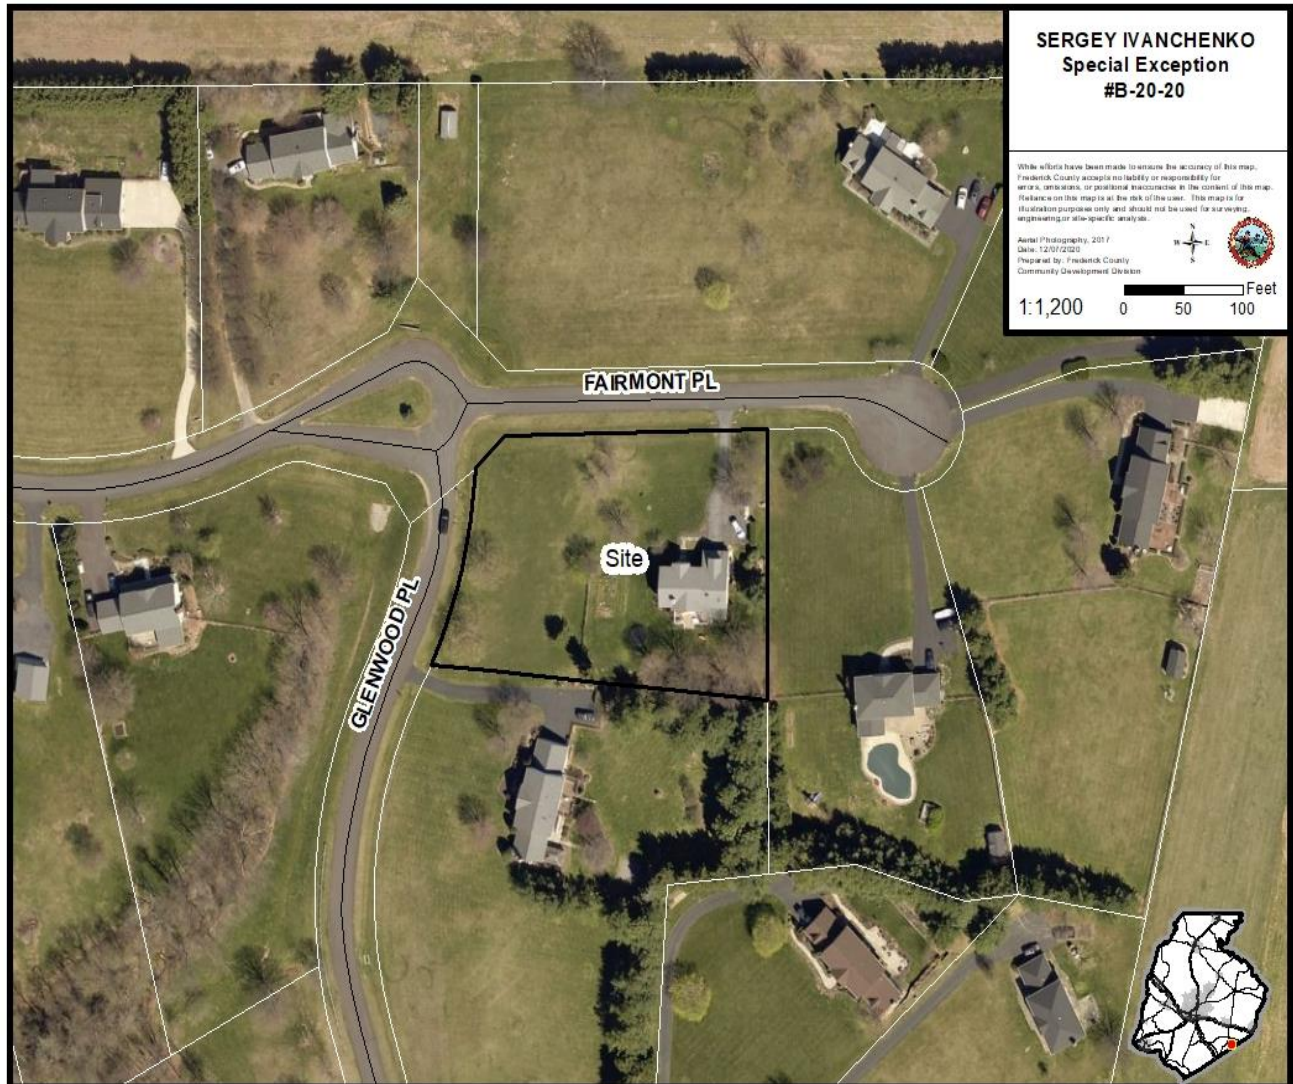 SERGEY IVANCHENKO
Special Exception
#B-20-20
While efforts have been made to ensure the accuracy of this map,
Frederick County accepts no liability or responsibility for
errors, omissions, or positional inaccuracies in the content of this map.
Reliance on this map is at the risk of the user. This map is for
illustration purposes only and should not be used for surveying,
engineering, or site-specific analysis.
Aerial Photography, 2017
Date: 12/07/2020
Prepared by: Frederick County
Community Development Division
N
W E
S
1:1,200
Feet
0 50 100
FAIRMONT PL
Site
GLENWOOD PL